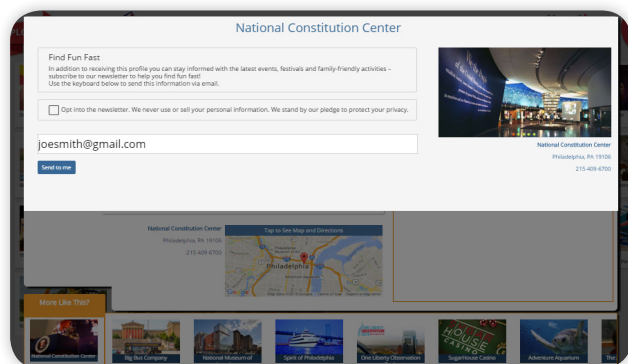 National Constitution Center
Find Fun Fast
In addition to receiving this profile you can stay informed with the latest events, festivals and family-friendly activities –
subscribe to our newsletter to help you find fun fast!
Use the keyboard below to send this information via email.
Opt into the newsletter. We never use or sell your personal information. We stand by our pledge to protect your privacy.
joesmith@gmail.com
Send to me
National Constitution Center
Philadelphia, PA 19106
215-409-6700
National Constitution Center
Philadelphia, PA 19106
215-409-6700
Tap to See Map and Directions
Philadelphia
More Like This?
National Constitution Center
Big Bus Company
National Museum of
Spirit of Philadelphia
One Liberty Observation
SugarHouse Casino
Adventure Aquarium
The
HOUSE
CASINO